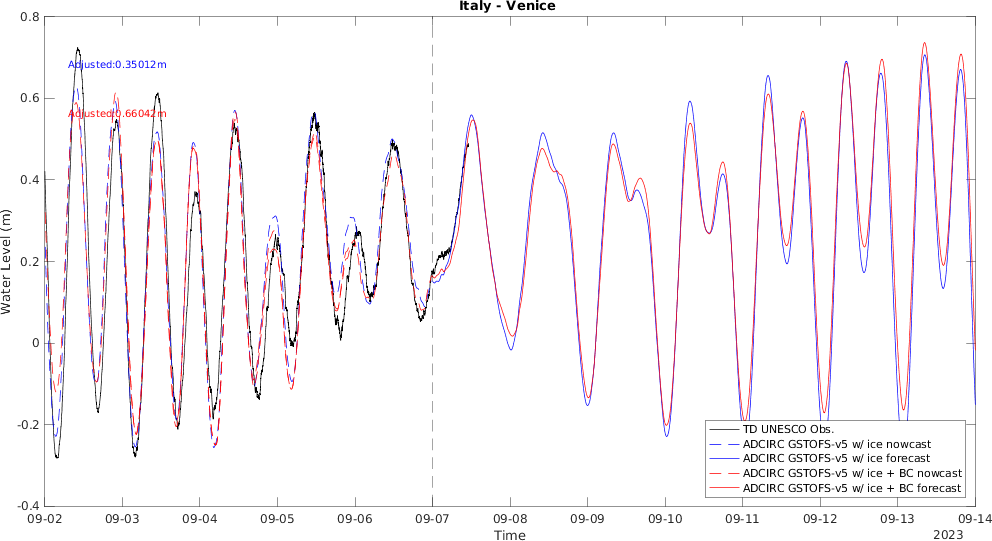 Italy - Venice
Water Level (m)
0.8
0.6
0.4
0.2
0
-0.2
-0.4
Adjusted:0.35012m
Adjusted:0.66042m
TD UNESCO Obs.
ADCIRC GSTOFS-v5 w/ ice nowcast
ADCIRC GSTOFS-v5 w/ ice forecast
ADCIRC GSTOFS-v5 w/ ice + BC nowcast
ADCIRC GSTOFS-v5 w/ ice + BC forecast
09-02 09-03 09-04 09-05 09-06 09-07 09-08 09-09 09-10 09-11 09-12 09-13 09-14
Time
2023